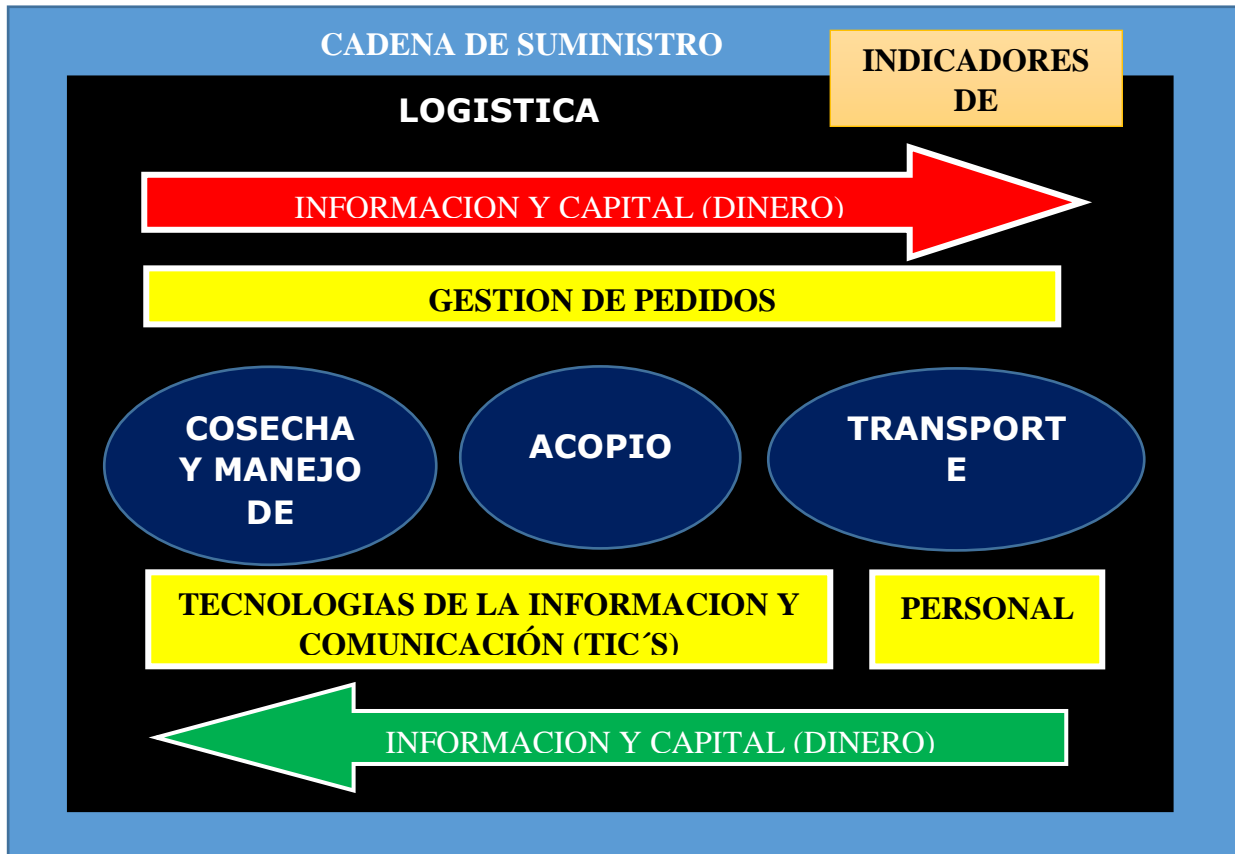 CADENA DE SUMINISTRO
INDICADORES
DE
LOGISTICA
INFORMACION Y CAPITAL (DINERO)
GESTION DE PEDIDOS
COSECHA
Y MANEJO
DE
ACOPIO
TRANSPORT
E
TECNOLOGIAS DE LA INFORMACION Y
COMUNICACIÓN (TIC´S)
PERSONAL
INFORMACION Y CAPITAL (DINERO)